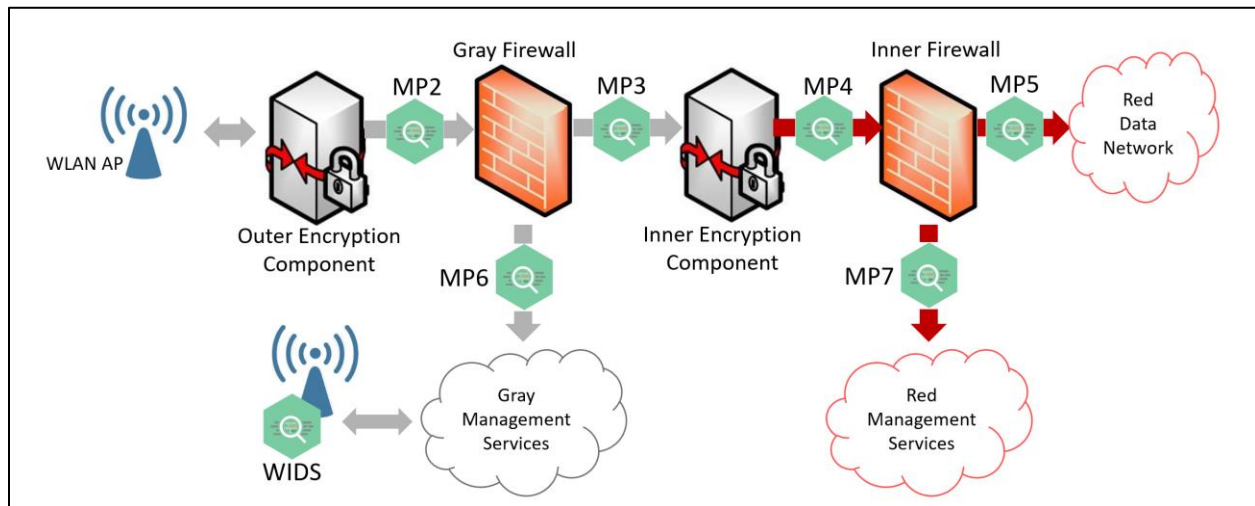 Gray Firewall
Inner Firewall
MP2
MP3
MP4
MP5
Red
Data
Network
WLAN AP
Outer Encryption
Component
Inner Encryption
Component
MP6
MP7
Gray
Management
Services
Red
Management
Services
WIDS